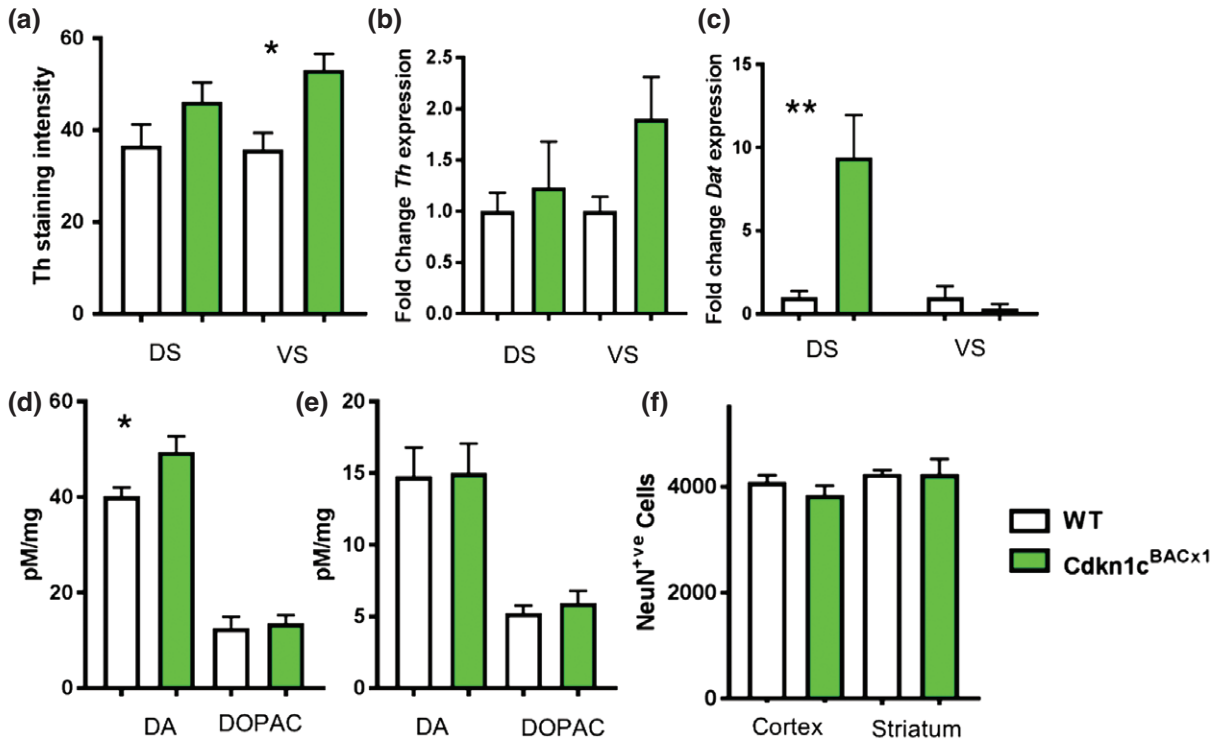 (a)
Th staining intensity
60
40
20
0
*
DS VS
(b)
Fold Change Th expression
2.5
2.0
1.5
1.0
0.5
0.0
DS VS
(c)
Fold change Dat expression
15
10
5
0
**
DS VS
(d)
pM/mg
60
40
20
0
*
DA DOPAC
(e)
pM/mg
20
15
10
5
0
DA DOPAC
(f)
NeuN+ve Cells
4000
2000
0
Cortex Striatum
WT
Cdkn1cBACx1